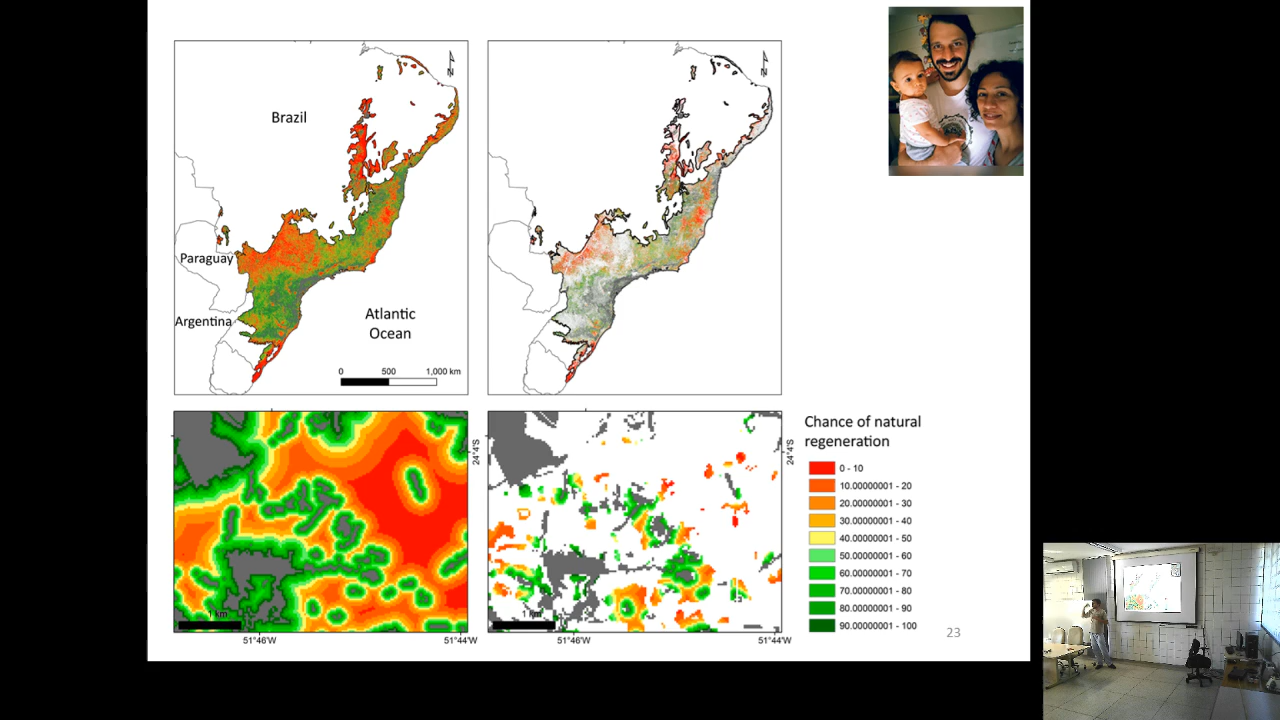 Brazil
N
N
Paraguay
Argentina
Atlantic
Ocean
0 500 1,000 km
24°4'S
24°4'S
1 km
1 km
51°46'W
51°44'W
51°46'W
51°44'W
Chance of natural
regeneration
0 - 10
10.00000001 - 20
20.00000001 - 30
30.00000001 - 40
40.00000001 - 50
50.00000001 - 60
60.00000001 - 70
70.00000001 - 80
80.00000001 - 90
90.00000001 - 100
23